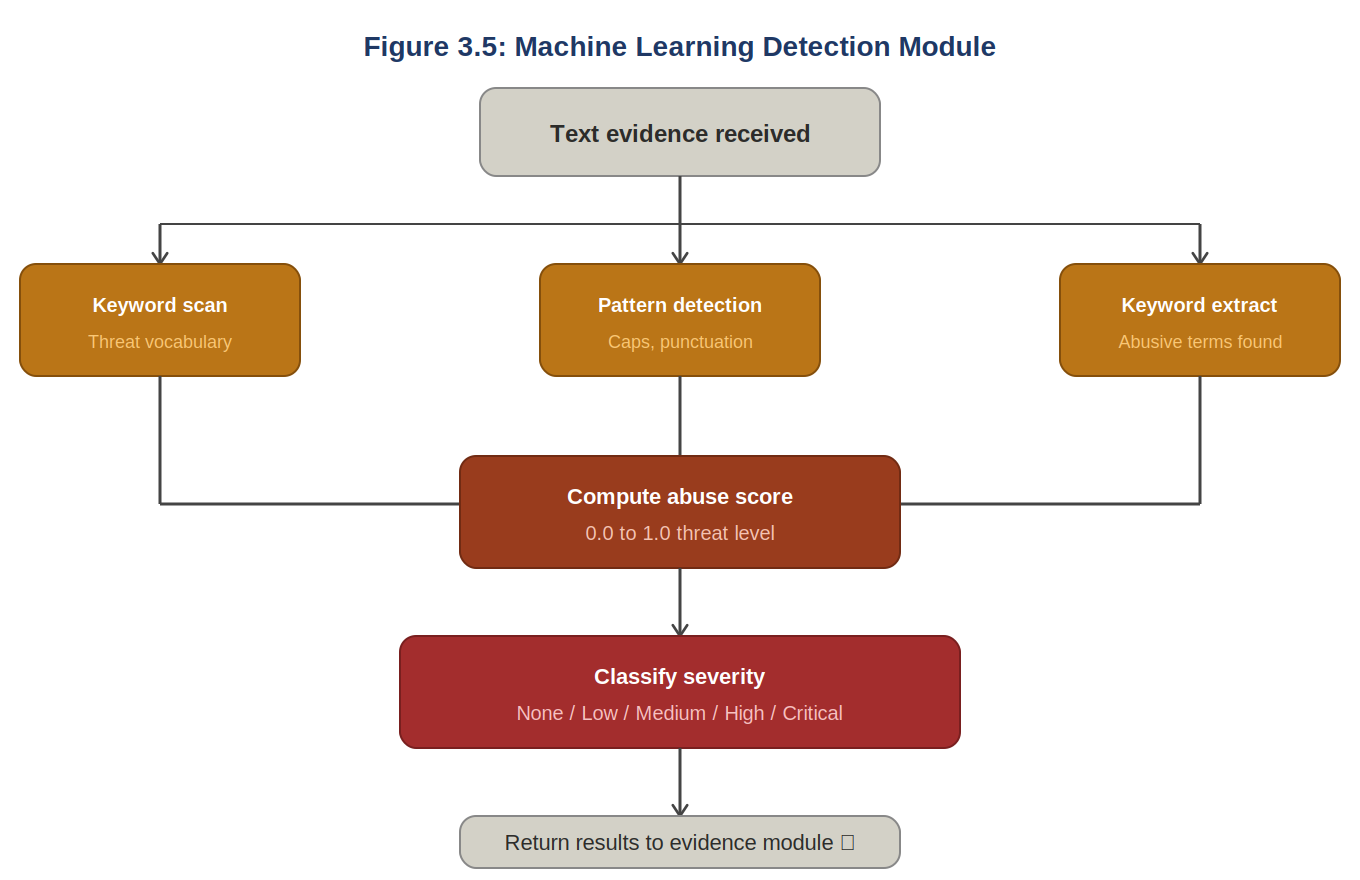 Figure 3.5: Machine Learning Detection Module
Text evidence received
Keyword scan
Threat vocabulary
Pattern detection
Caps, punctuation
Keyword extract
Abusive terms found
Compute abuse score
0.0 to 1.0 threat level
Classify severity
None / Low / Medium / High / Critical
Return results to evidence module